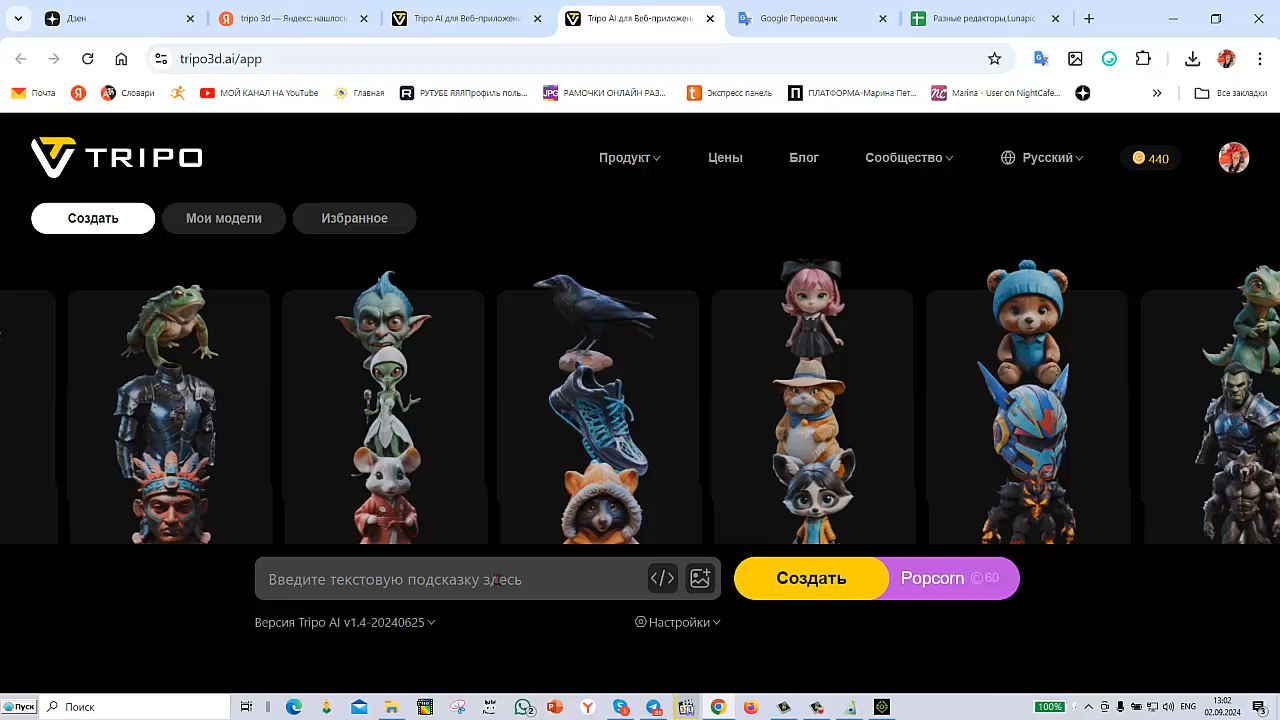 Дзен
tripo 3d — Яндекс: нашлось
Tripo AI для Веб-приложени
Tripo AI для Веб-приложени
Google Переводчик
Разные редакторы,Lunapic
tripo3d.ai/app
Почта
Словари
МОЙ КАНАЛ НА YouTube
Главная
РУТУБЕ ЯЛЯПрофиль поль...
РАМОЧКИ ОНЛАЙН РАЗ...
Экспресс панель
ПЛАТФОРМА-Марина Пет...
Marina - User on NightCafe...
Все закладки
TRIPO
Продукт
Цены
Блог
Сообщество
Русский
440
Создать
Мои модели
Избранное
Введите текстовую подсказку здесь
Создать
Popcorn
60
Версия Tripo AI v1.4-20240625
Настройки
Пуск
Поиск
100%
ENG
13:02
02.09.2024